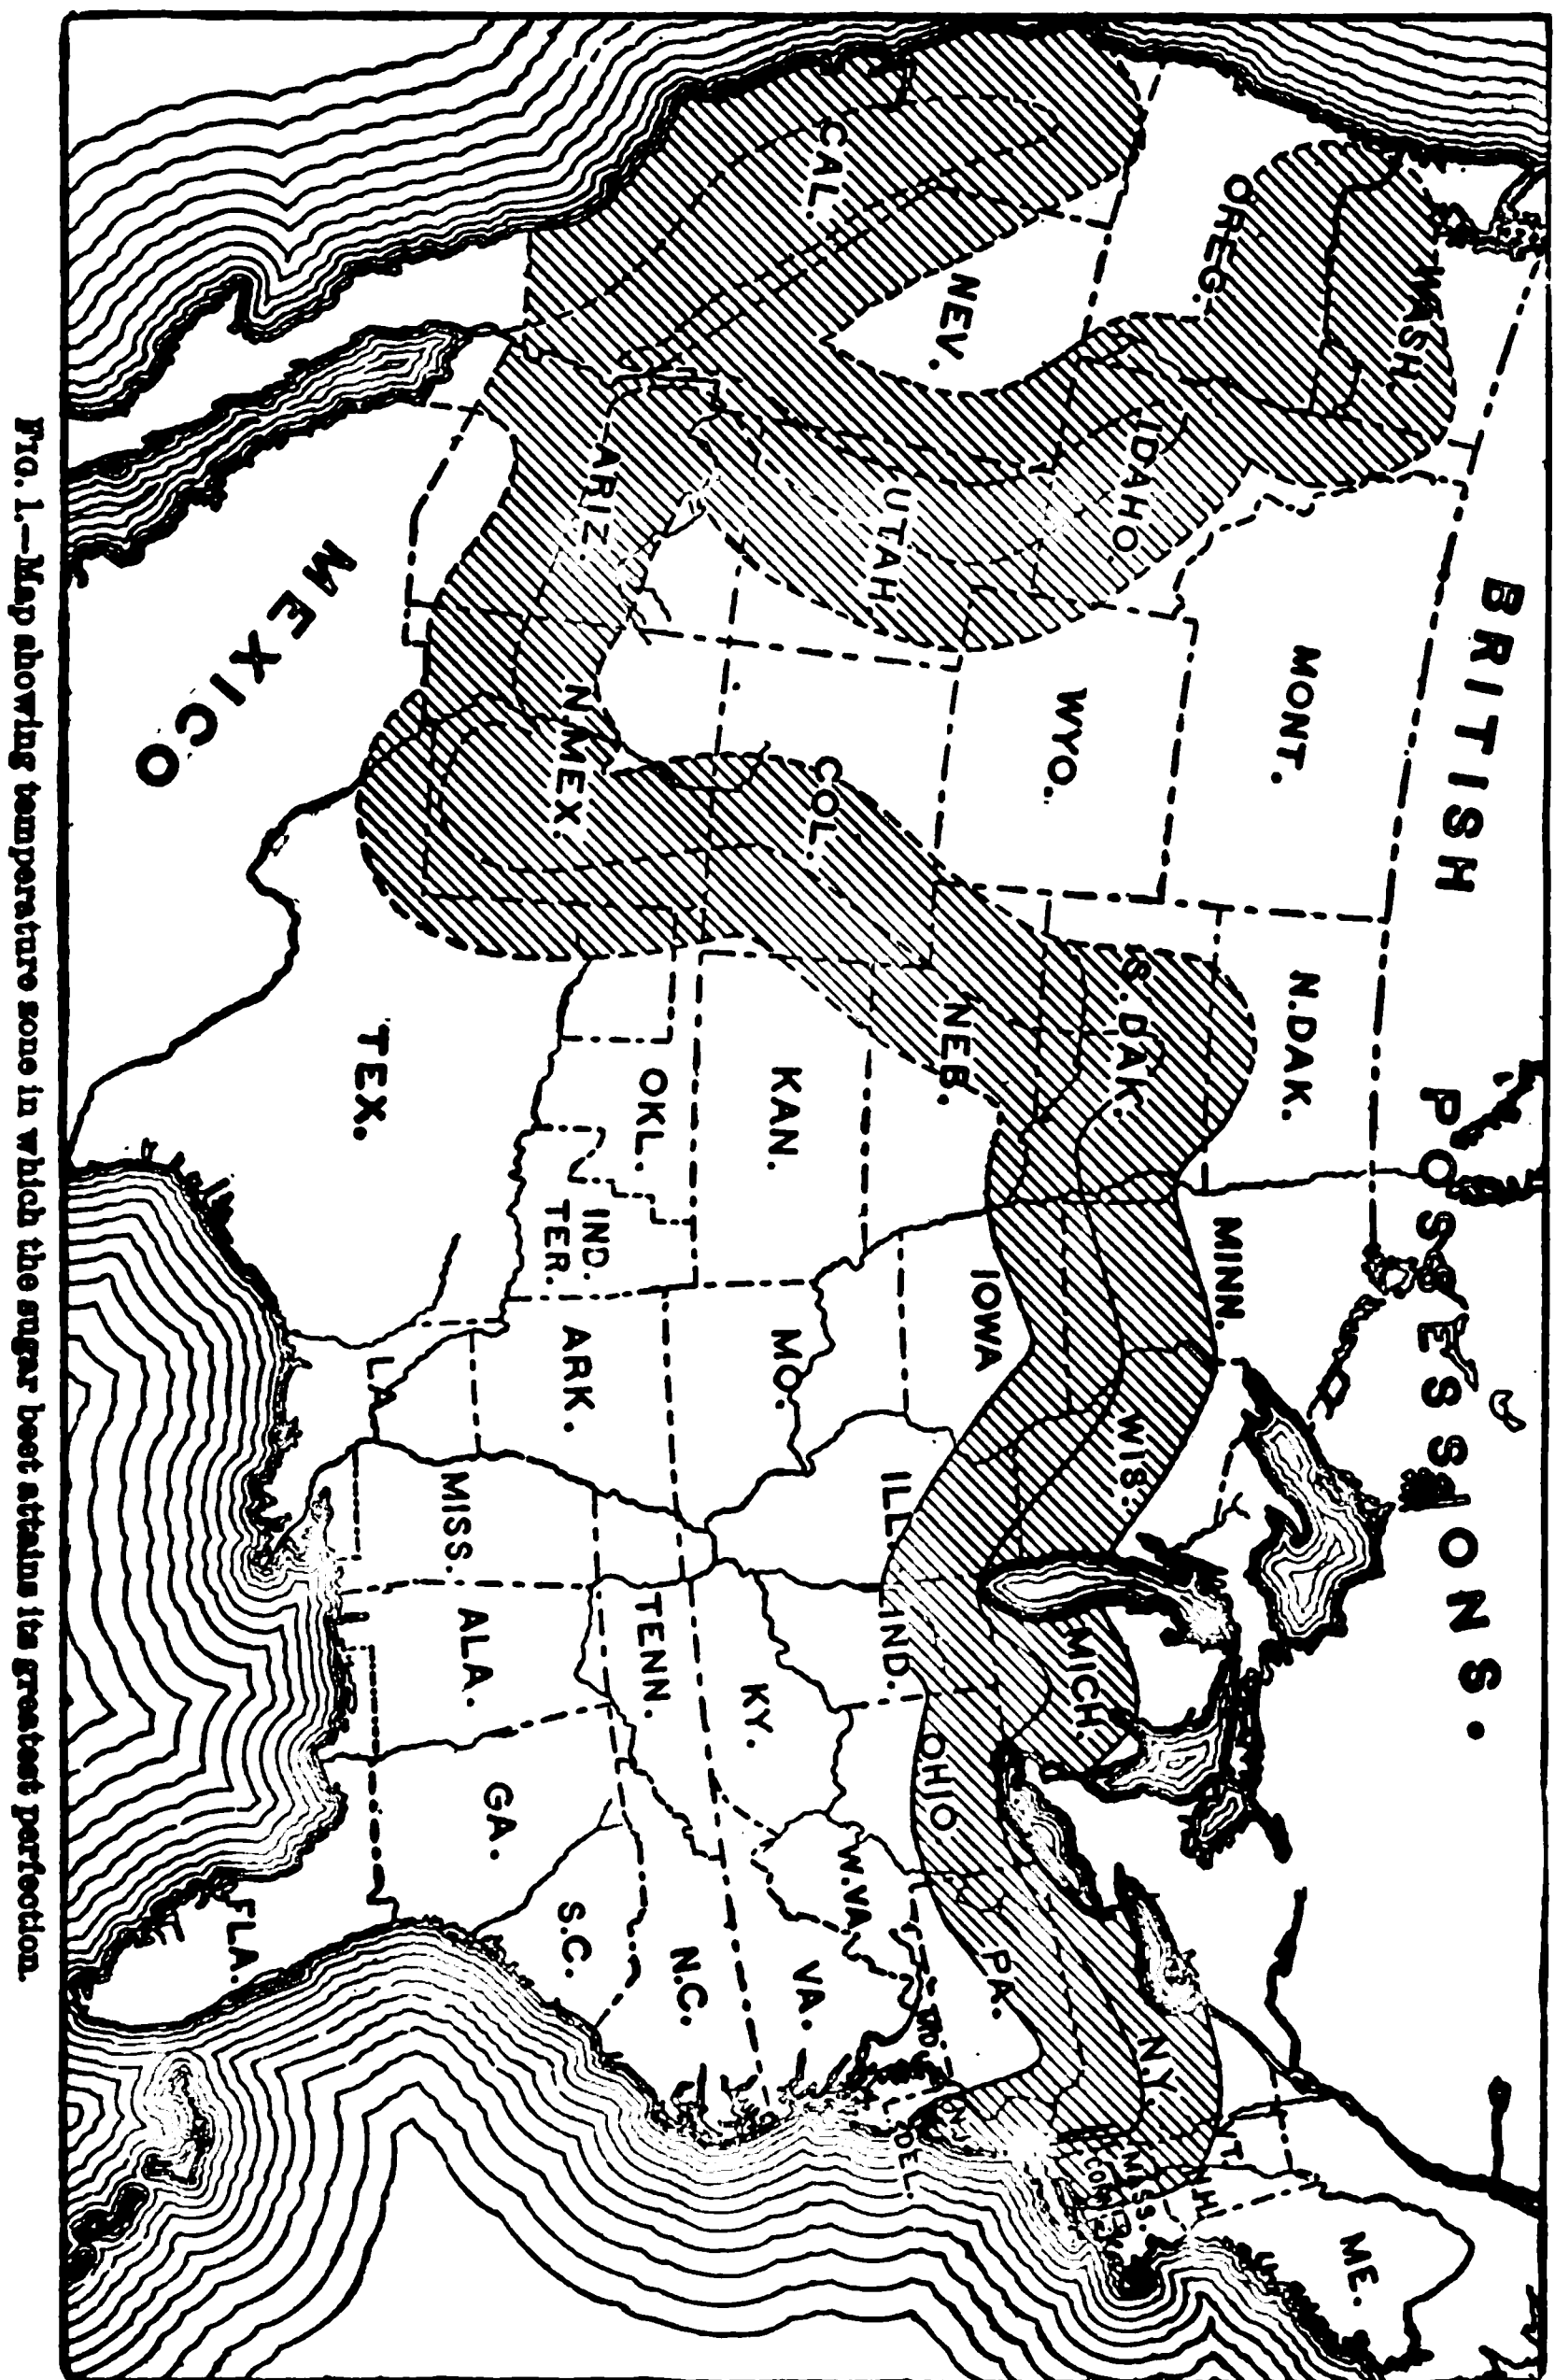 BRITISH POSSESSIONS.
WASH.
OREG.
IDAHO.
MONT.
N.DAK.
MINN.
WIS.
MICH.
N.Y.
VT.
N.H.
ME.
MASS.
CONN.
S.DAK.
WYO.
NEV.
CAL.
UTAH.
COL.
NEB.
IOWA
ILL.
IND.
OHIO
PA.
MD.
DEL.
W.VA.
VA.
KAN.
MO.
KY.
ARIZ.
N.MEX.
OKL.
IND.
TER.
ARK.
TENN.
N.C.
S.C.
TEX.
LA.
MISS.
ALA.
GA.
FLA.
MEXICO
FIG. 1.—Map showing temperature zone in which the sugar beet attains its greatest perfection.